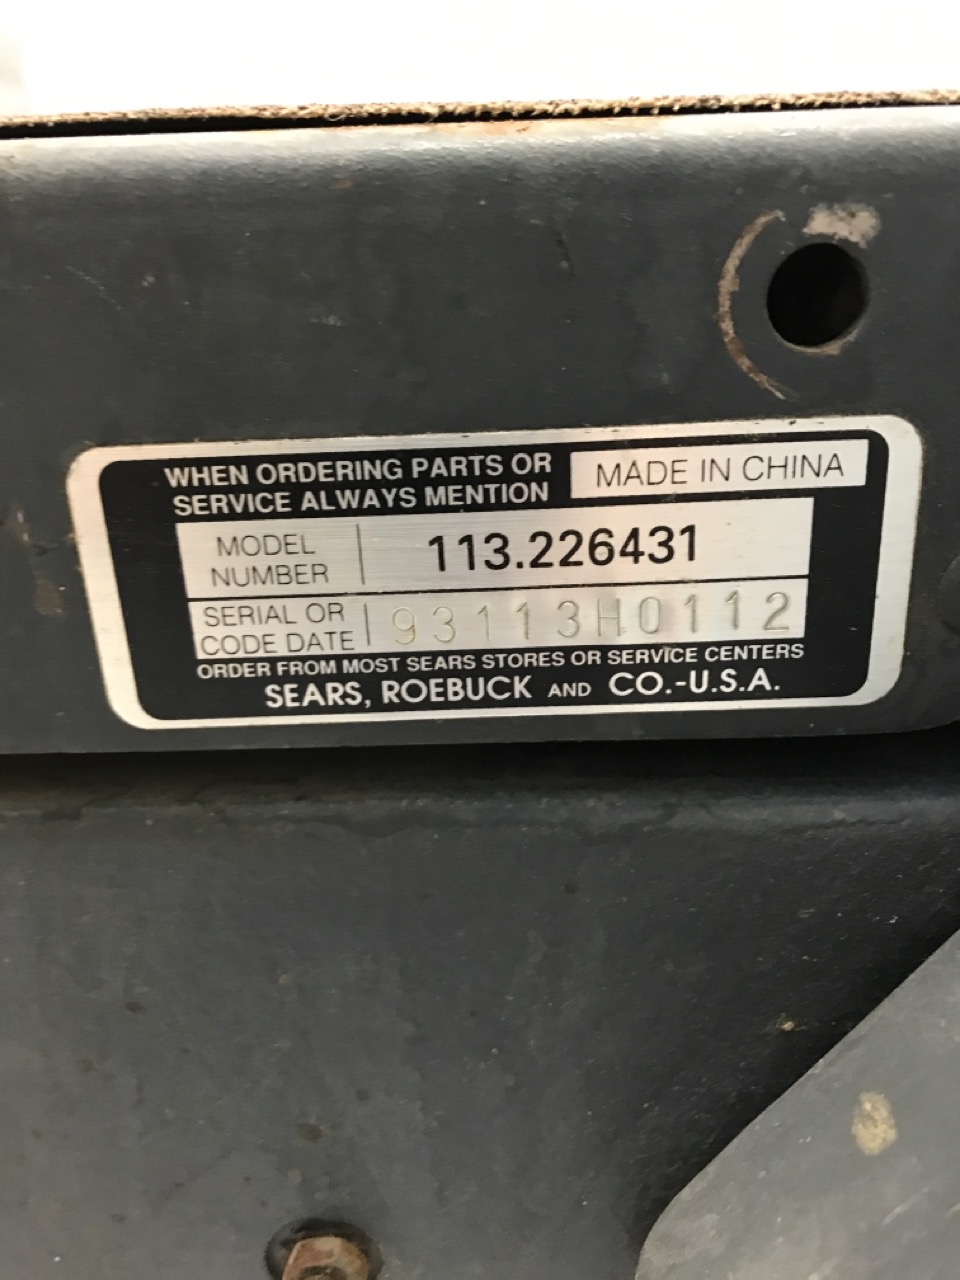 WHEN ORDERING PARTS OR
SERVICE ALWAYS MENTION
MADE IN CHINA
MODEL
NUMBER
113.226431
SERIAL OR
CODE DATE
93113H0112
ORDER FROM MOST SEARS STORES OR SERVICE CENTERS
SEARS, ROEBUCK AND CO.-U.S.A.